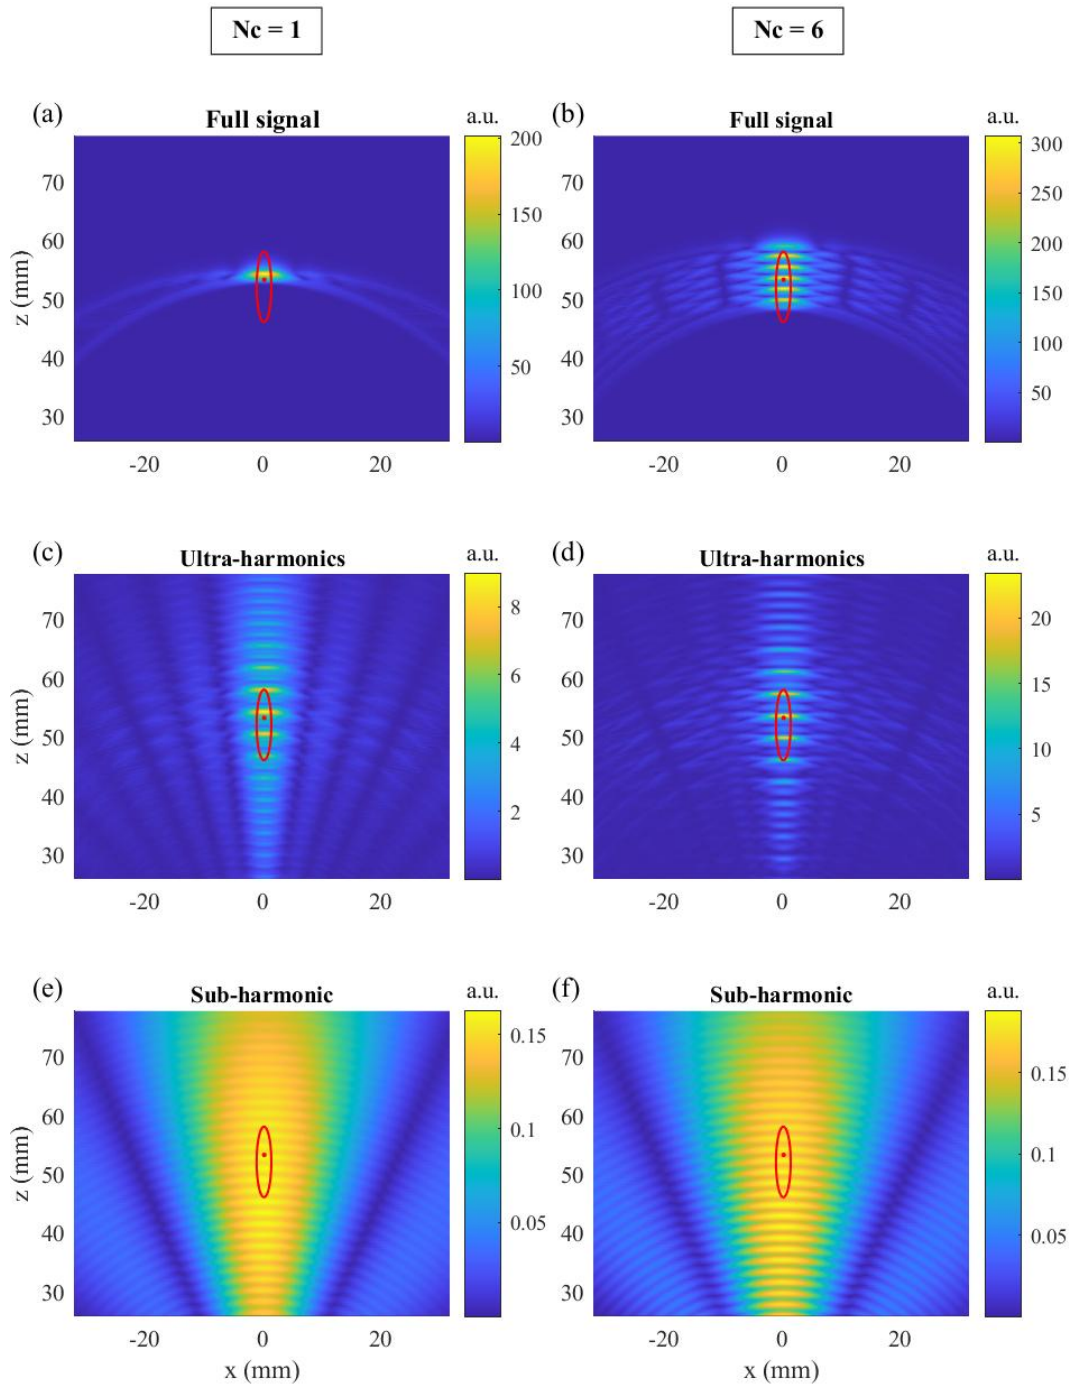 Nc = 1
Nc = 6
(a)
Full signal
a.u.
z (mm)
70
60
50
40
30
-20
0
20
200
150
100
50
(b)
Full signal
a.u.
70
60
50
40
30
-20
0
20
300
250
200
150
100
50
(c)
Ultra-harmonics
a.u.
z (mm)
70
60
50
40
30
-20
0
20
8
6
4
2
(d)
Ultra-harmonics
a.u.
70
60
50
40
30
-20
0
20
20
15
10
5
(e)
Sub-harmonic
a.u.
z (mm)
70
60
50
40
30
-20
0
20
x (mm)
0.15
0.1
0.05
(f)
Sub-harmonic
a.u.
70
60
50
40
30
-20
0
20
x (mm)
0.15
0.1
0.05